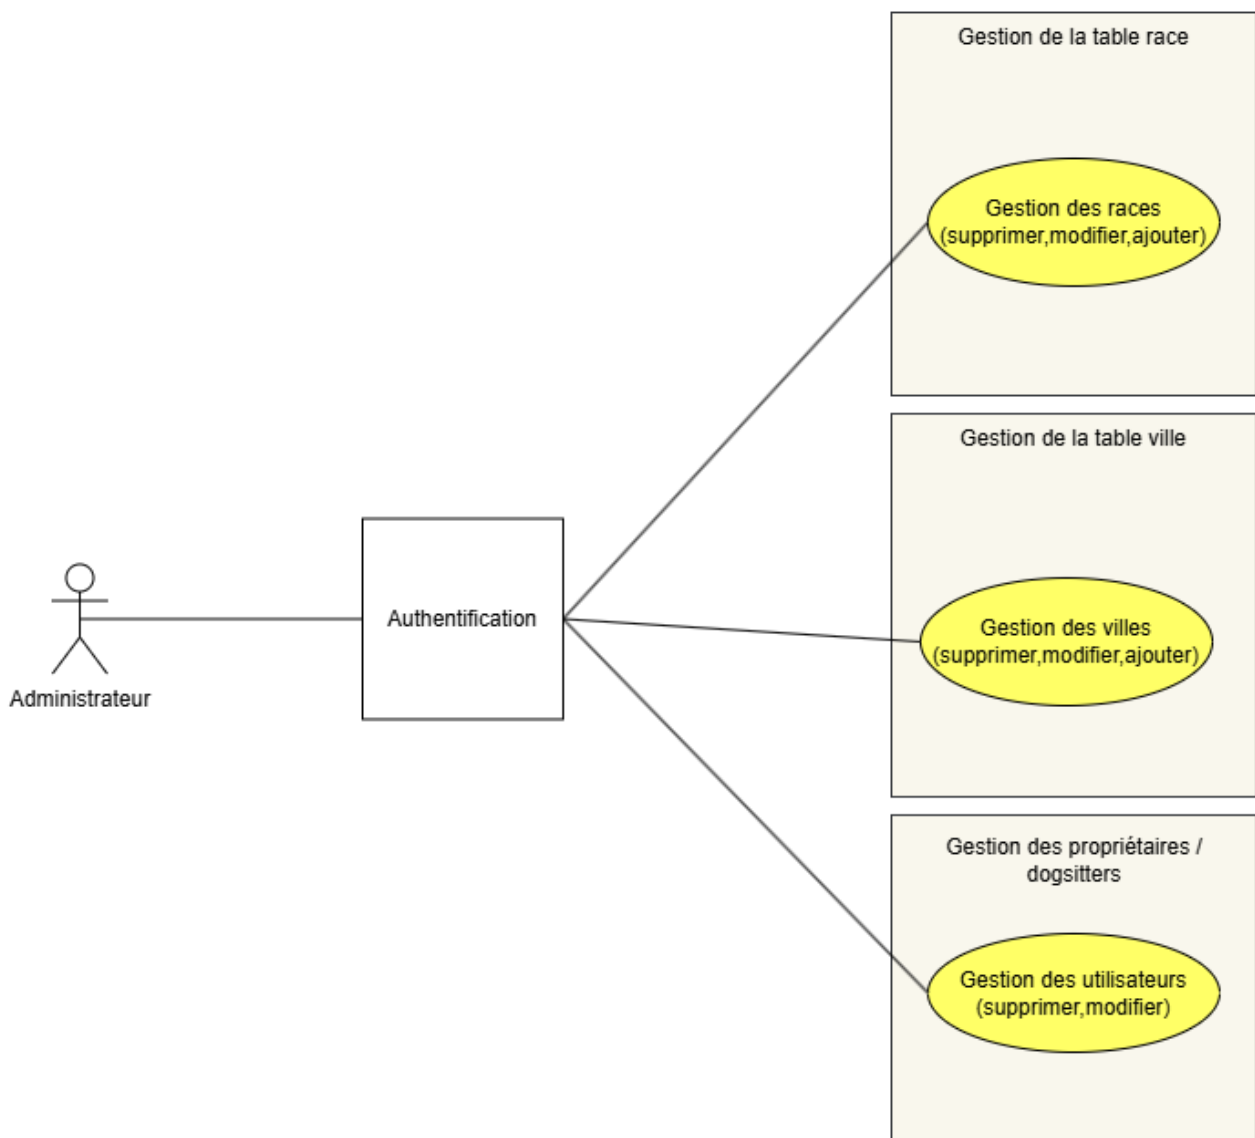 Gestion de la table race
Gestion des races
(supprimer,modifier,ajouter)
Gestion de la table ville
Authentification
Gestion des villes
(supprimer,modifier,ajouter)
Administrateur
Gestion des propriétaires /
dogsitters
Gestion des utilisateurs
(supprimer,modifier)